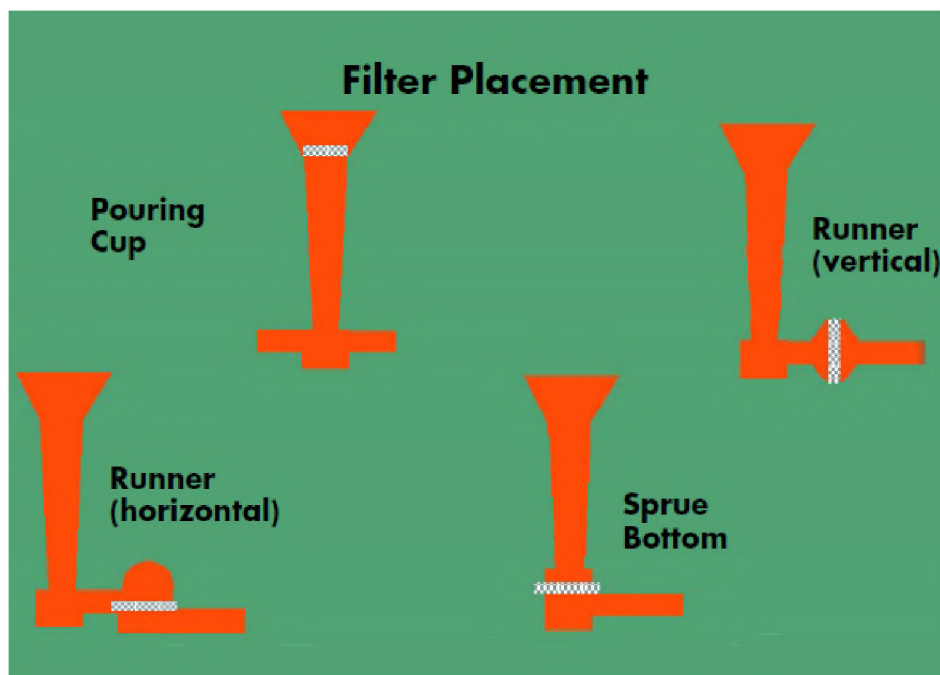 Filter Placement
Pouring
Cup
Runner
(vertical)
Runner
(horizontal)
Sprue
Bottom